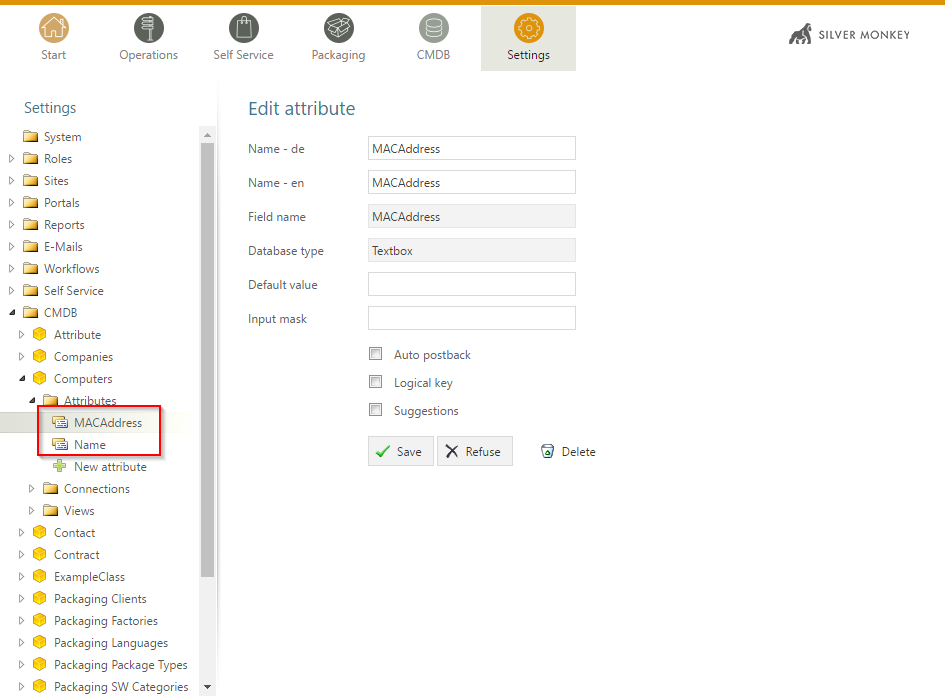 Start
Operations
Self Service
Packaging
CMDB
Settings
SILVER MONKEY
Settings
System
Roles
Sites
Portals
Reports
E-Mails
Workflows
Self Service
CMDB
Attribute
Companies
Computers
Attributes
MACAddress
Name
New attribute
Connections
Views
Contact
Contract
ExampleClass
Packaging Clients
Packaging Factories
Packaging Languages
Packaging Package Types
Packaging SW Categories
Edit attribute
Name - de MACAddress
Name - en MACAddress
Field name MACAddress
Database type Textbox
Default value
Input mask
Auto postback
Logical key
Suggestions
Save Refuse Delete